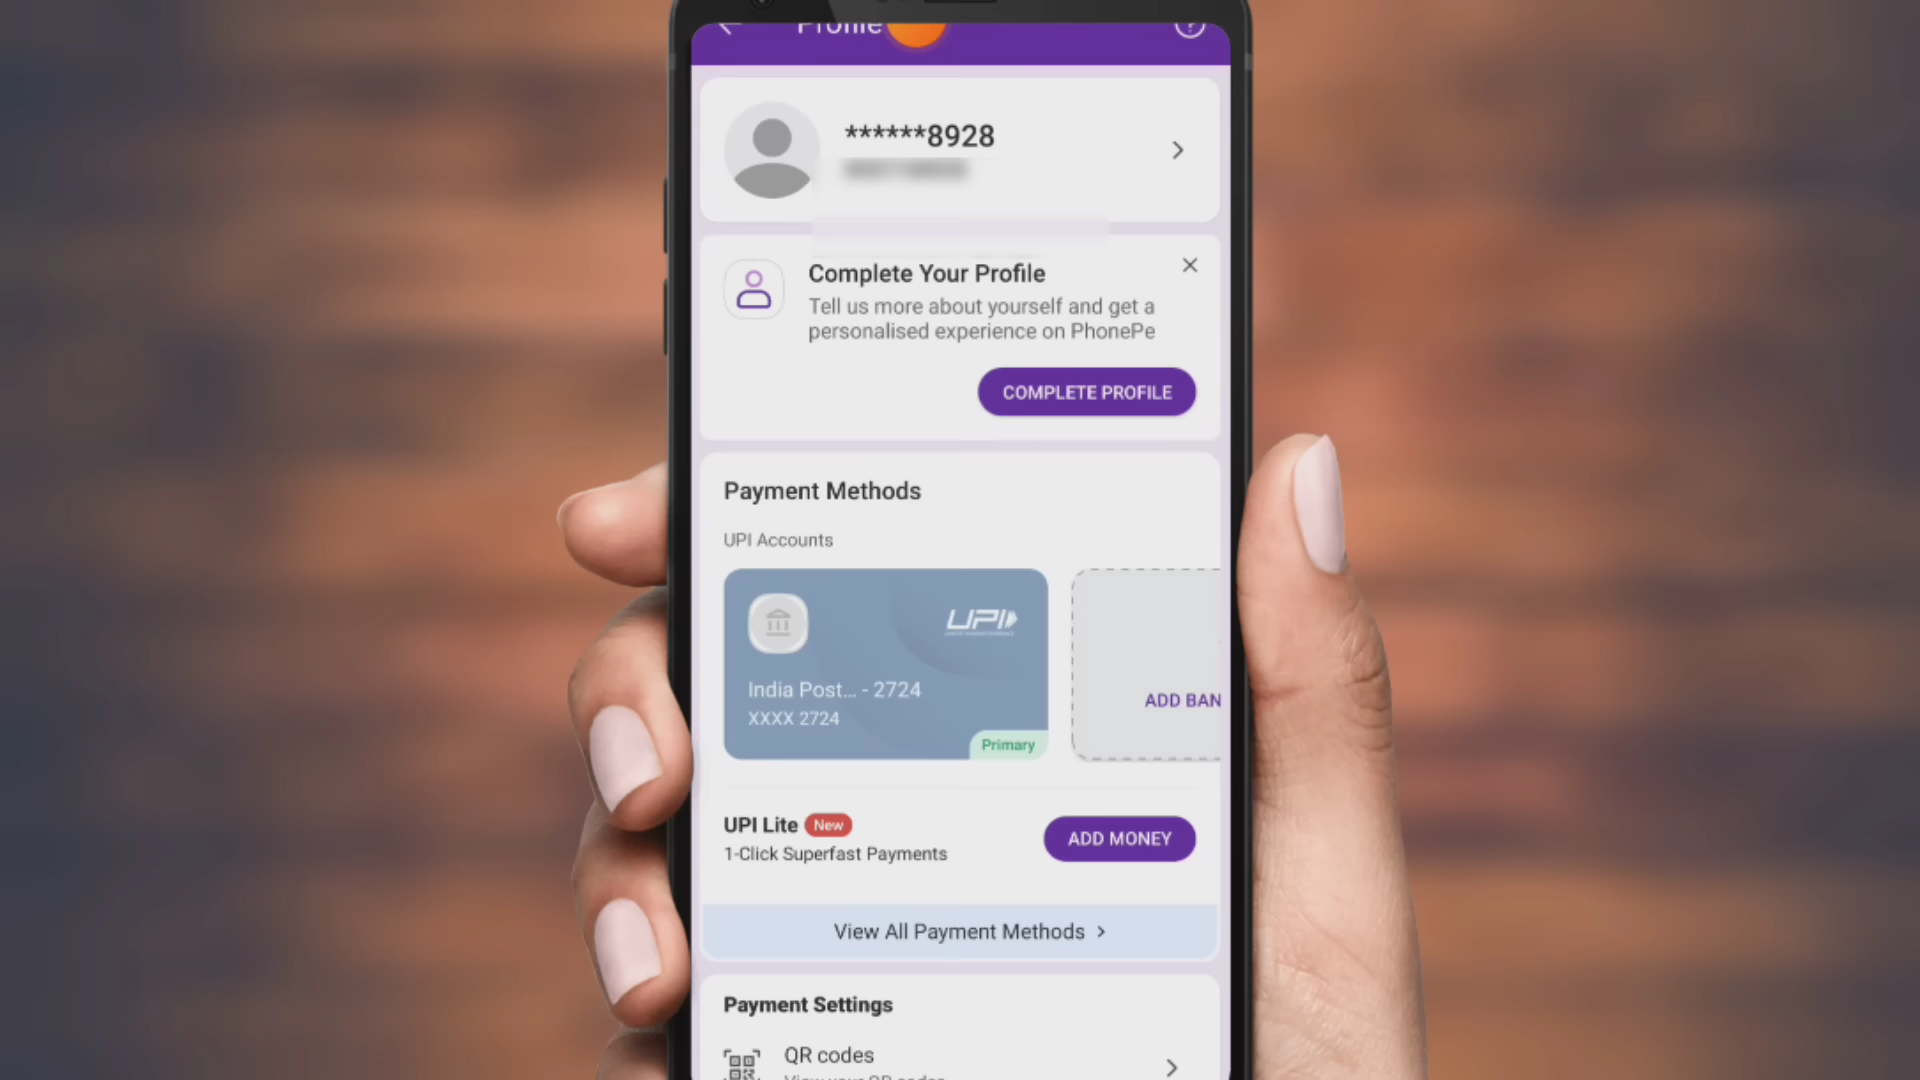 Profile
******8928
Complete Your Profile
Tell us more about yourself and get a
personalised experience on PhonePe
COMPLETE PROFILE
Payment Methods
UPI Accounts
UPI
India Post... - 2724
XXXX 2724
Primary
ADD BAN
UPI Lite New
1-Click Superfast Payments
ADD MONEY
View All Payment Methods
Payment Settings
QR codes
View your QR codes